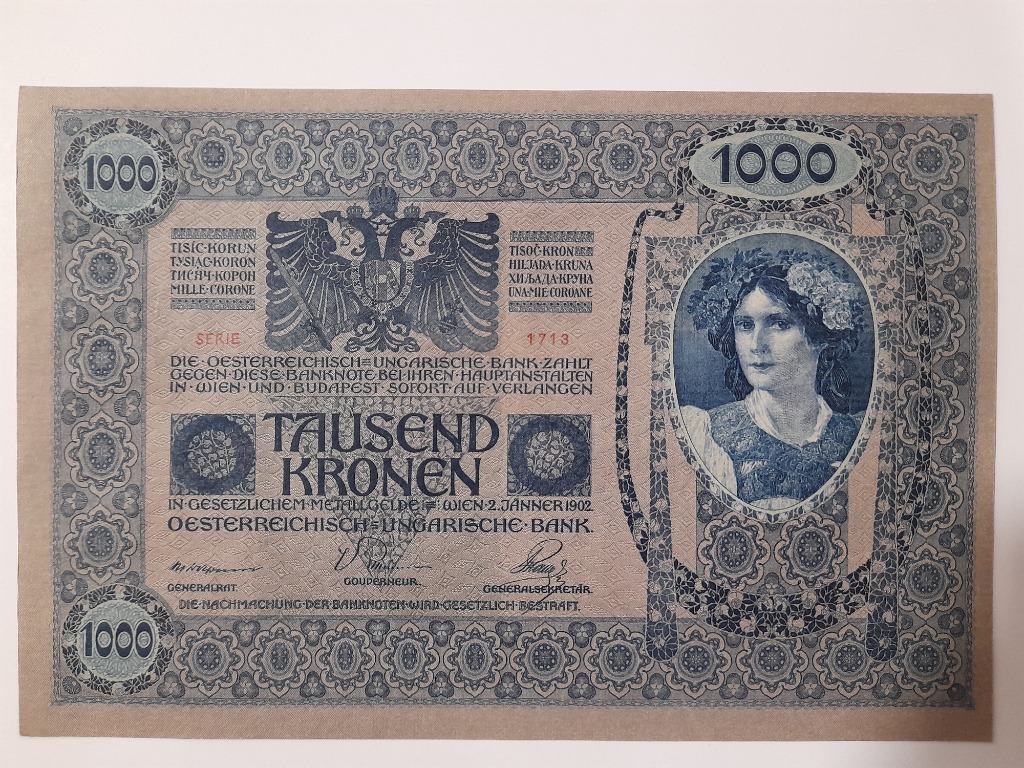 1000
1000
TISÍC·KORUN
TYSIĄC·KORON
ТИСЯЧ·КОРОН
MILLE·CORONE
TISOČ·KRON
HILJADA·KRUNA
ХИЉАДА·КРУНА
UNA·MIE·COROANE
SERIE 1713
DIE·OESTERREICHISCH=UNGARISCHE·BANK·ZAHLT
GEGEN·DIESE·BANKNOTE·BEI·IHREN·HAUPTANSTALTEN
IN·WIEN·UND·BUDAPEST·SOFORT·AUF·VERLANGEN
TAUSEND
KRONEN
IN·GESETZLICHEM·METALLGELDE=:WIEN·2.JÄNNER·1902.
OESTERREICHISCH=UNGARISCHE·BANK.
GENERALRAT.
GOUVERNEUR.
GENERALSEKRETÄR.
DIE·NACHMACHUNG·DER·BANKNOTEN·WIRD·GESETZLICH·BESTRAFT.
1000